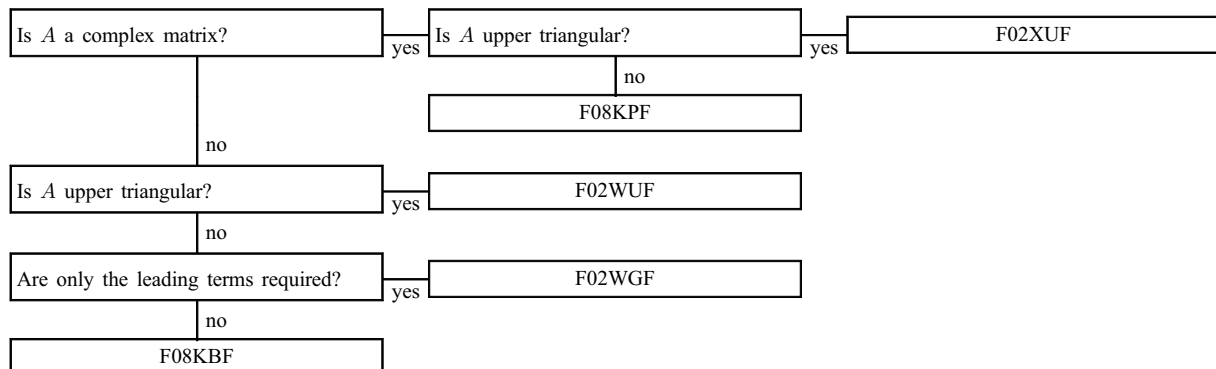 Is A a complex matrix?
yes
Is A upper triangular?
yes
F02XUF
no
F08KPF
no
Is A upper triangular?
yes
F02WUF
no
Are only the leading terms required?
yes
F02WGF
no
F08KBF